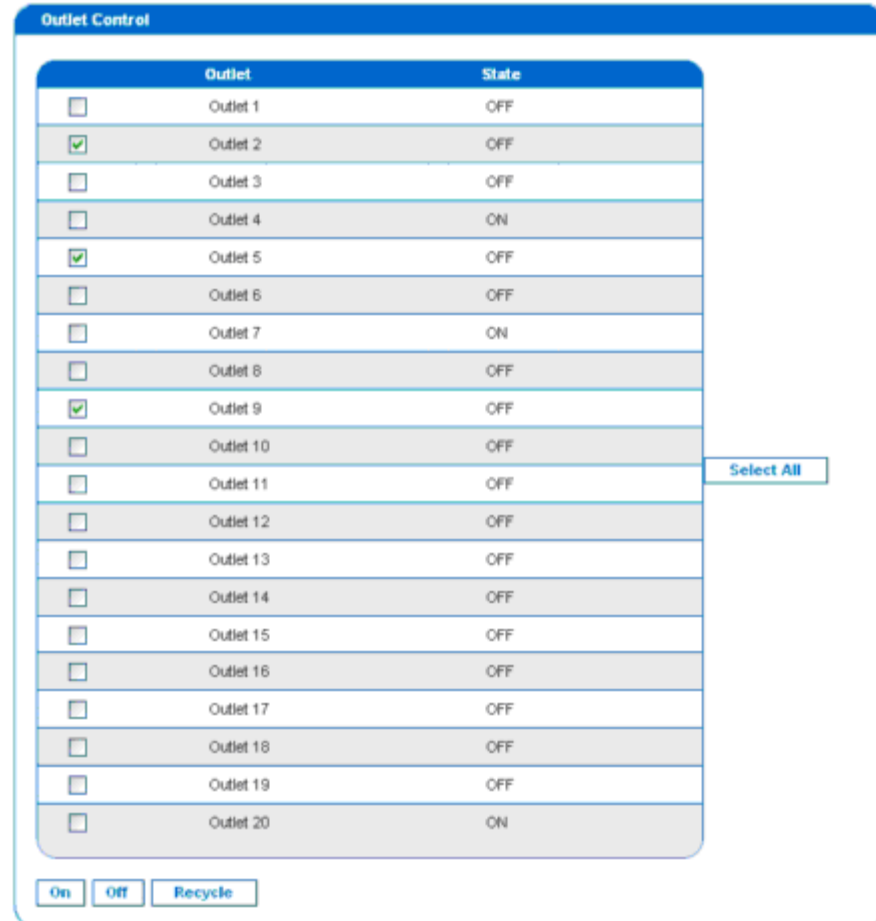 Outlet Control
Outlet State
Outlet 1 OFF
Outlet 2 OFF
Outlet 3 OFF
Outlet 4 ON
Outlet 5 OFF
Outlet 6 OFF
Outlet 7 ON
Outlet 8 OFF
Outlet 9 OFF
Outlet 10 OFF
Outlet 11 OFF
Outlet 12 OFF
Outlet 13 OFF
Outlet 14 OFF
Outlet 15 OFF
Outlet 16 OFF
Outlet 17 OFF
Outlet 18 OFF
Outlet 19 OFF
Outlet 20 ON
Select All
On Off Recycle